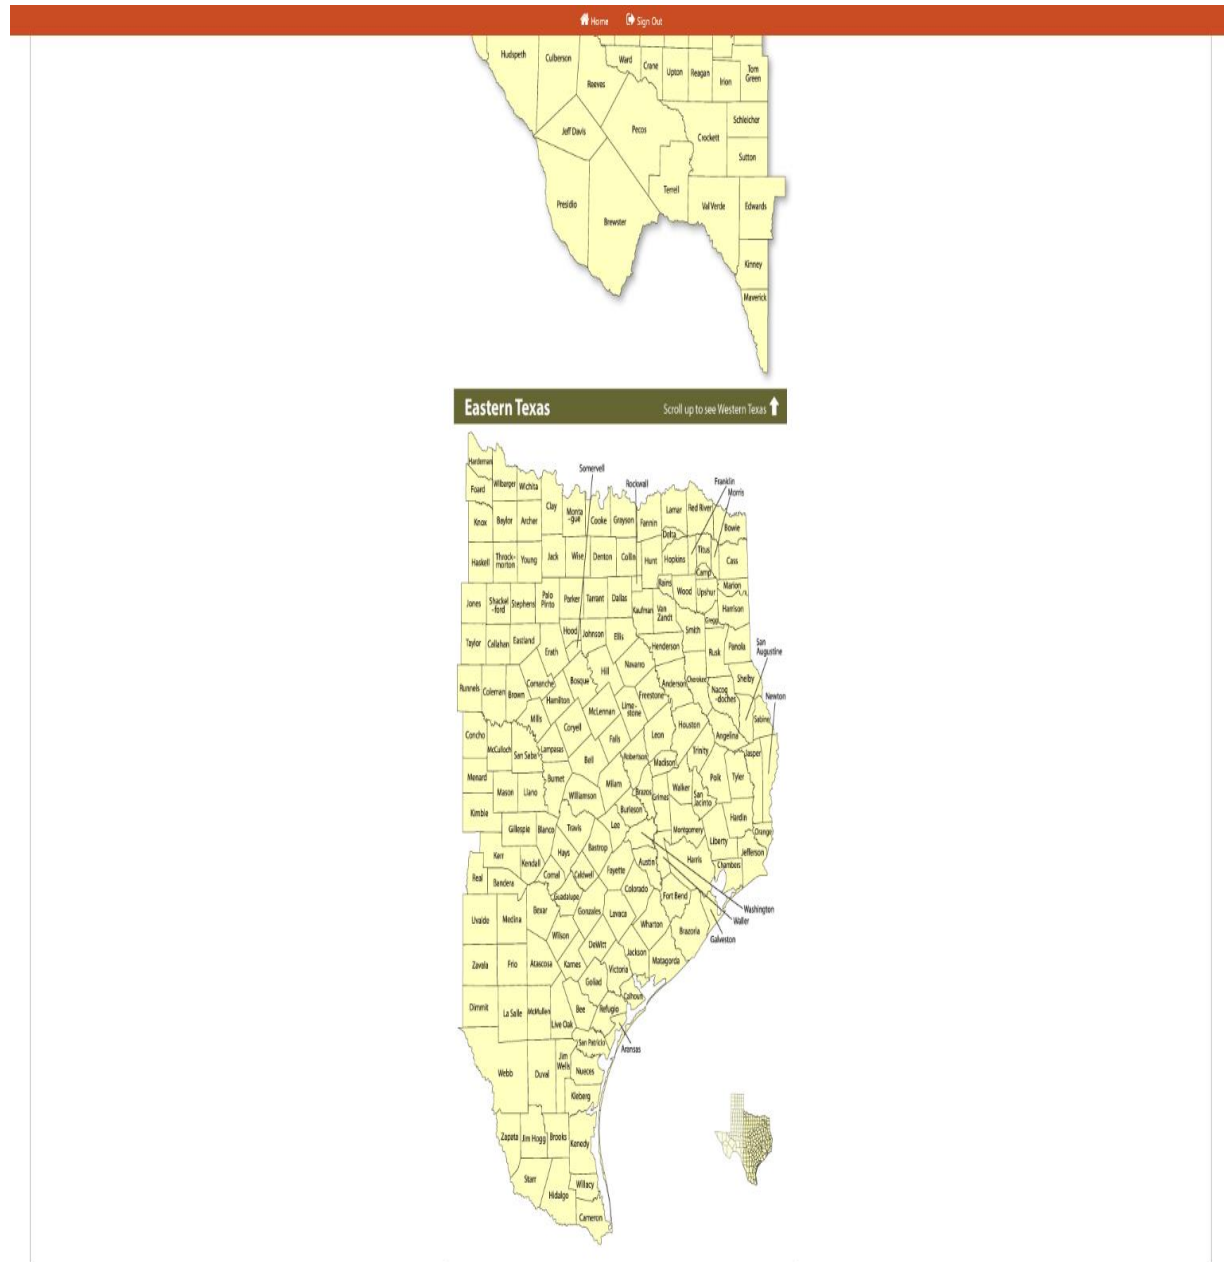 Home Sign Out
Hudspeth Culberson Ward Crane Upton Reagan Irion Tom
Green
Reeves
Jeff Davis Pecos Crockett Schleicher
Sutton
Terrell
Presidio Brewster Val Verde Edwards
Kinney
Maverick
Eastern Texas Scroll up to see Western Texas
Hardeman Somervell
Foard Wilbarger Wichita Rockwall Franklin
Morris
Clay Monta
-gue Lamar Red River
Knox Baylor Archer Cooke Grayson Fannin Bowie
Delta
Haskell Throck-
morton Young Jack Wise Denton Collin Hunt Hopkins Titus Cass
Camp
Rains Wood Upshur Marion
Jones Shackel
-ford Stephens Palo
Pinto Parker Tarrant Dallas Kaufman Van
Zandt Harrison
Gregg
Taylor Callahan Eastland Hood Johnson Ellis Smith
Erath Henderson Rusk Panola San
Augustine
Hill Navarro
Runnels Coleman Brown Comanche Bosque Anderson Cherokee Shelby
Hamilton Freestone Nacog
-doches Newton
Mills McLennan Lime-
stone Sabine
Concho Coryell Falls Leon Houston Angelina
McCulloch San Saba Lampasas Bell Robertson Madison Trinity Jasper
Menard Mason Llano Burnet Williamson Milam Brazos Grimes Walker San
Jacinto Polk Tyler
Kimble Burleson Hardin
Gillespie Blanco Travis Lee Montgomery Liberty Orange
Kerr Kendall Hays Bastrop Austin Harris Jefferson
Real Bandera Comal Caldwell Fayette Chambers
Guadalupe Colorado Fort Bend
Uvalde Medina Bexar Gonzales Lavaca Wharton Washington
Waller
Wilson Brazoria Galveston
Zavala Frio Atascosa Karnes DeWitt Jackson Matagorda
Goliad Victoria
Dimmit La Salle McMullen Live Oak Bee Refugio Calhoun
San Patricio Aransas
Webb Duval Jim
Wells Nueces
Kleberg
Zapata Jim Hogg Brooks Kenedy
Starr Hidalgo Willacy
Cameron